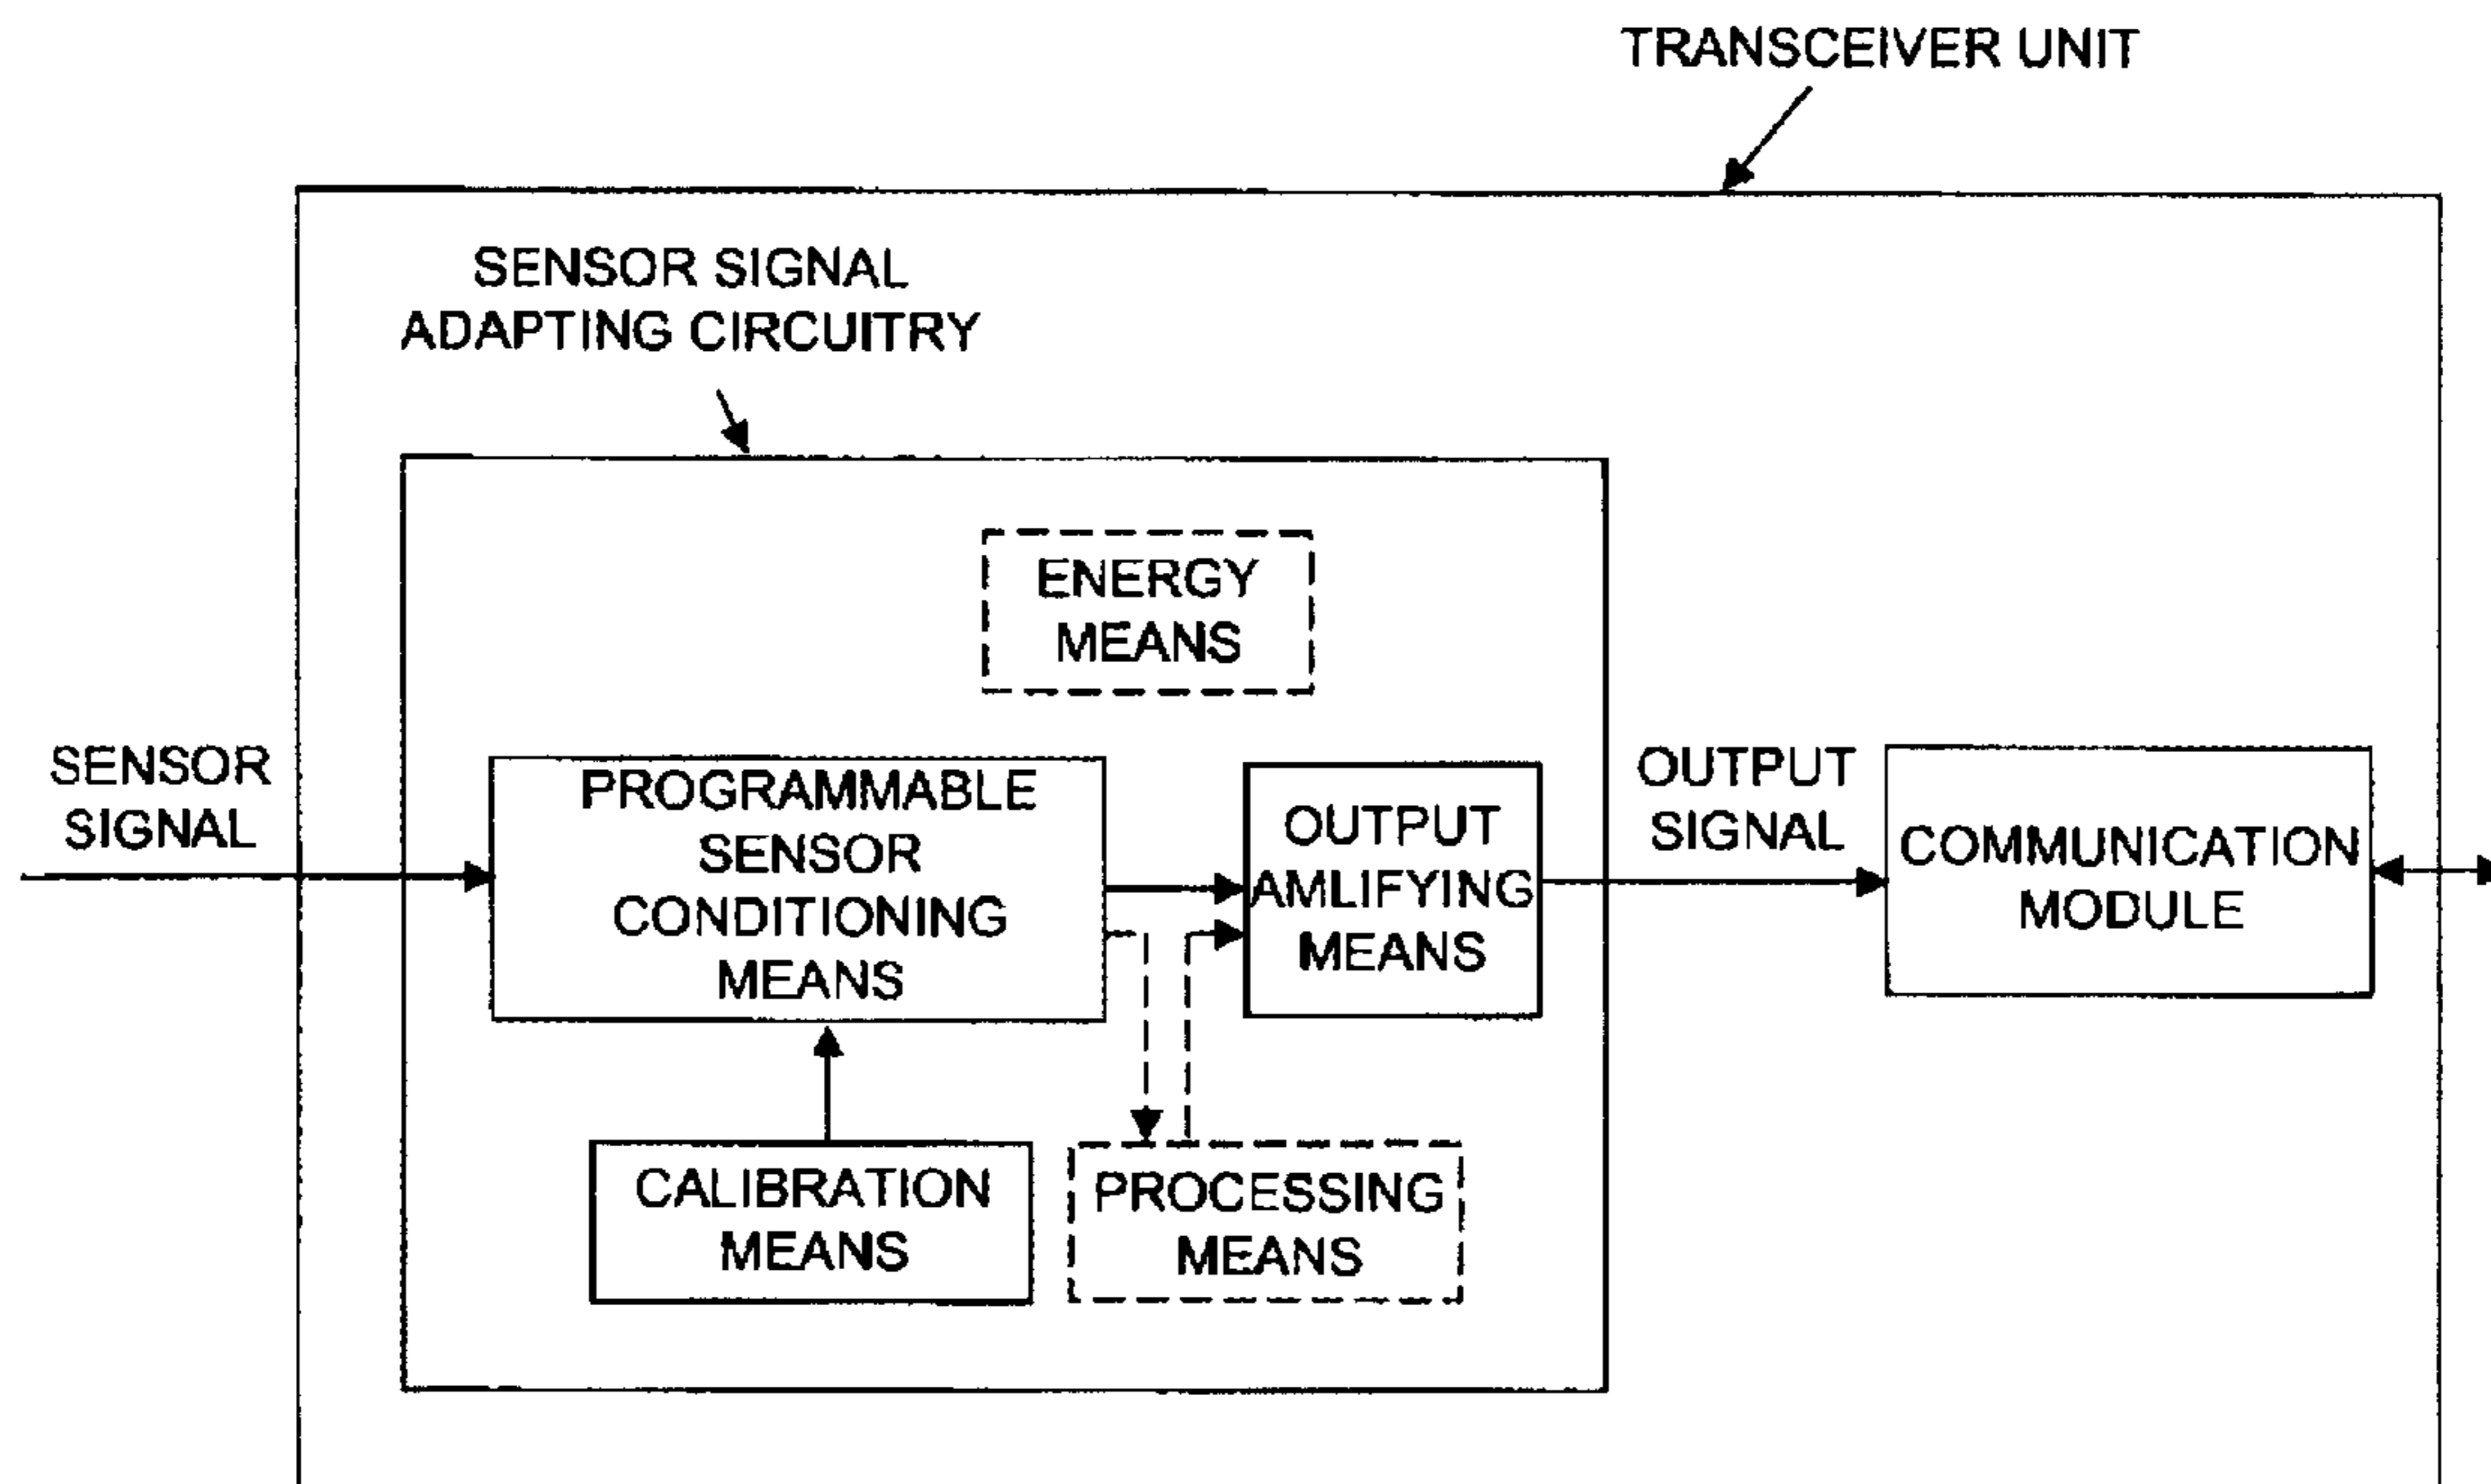 TRANSCEIVER UNIT
SENSOR SIGNAL
ADAPTING CIRCUITRY
ENERGY
MEANS
SENSOR
SIGNAL
PROGRAMMABLE
SENSOR
CONDITIONING
MEANS
OUTPUT
AMLIFYING
MEANS
OUTPUT
SIGNAL
COMMUNICATION
MODULE
CALIBRATION
MEANS
PROCESSING
MEANS